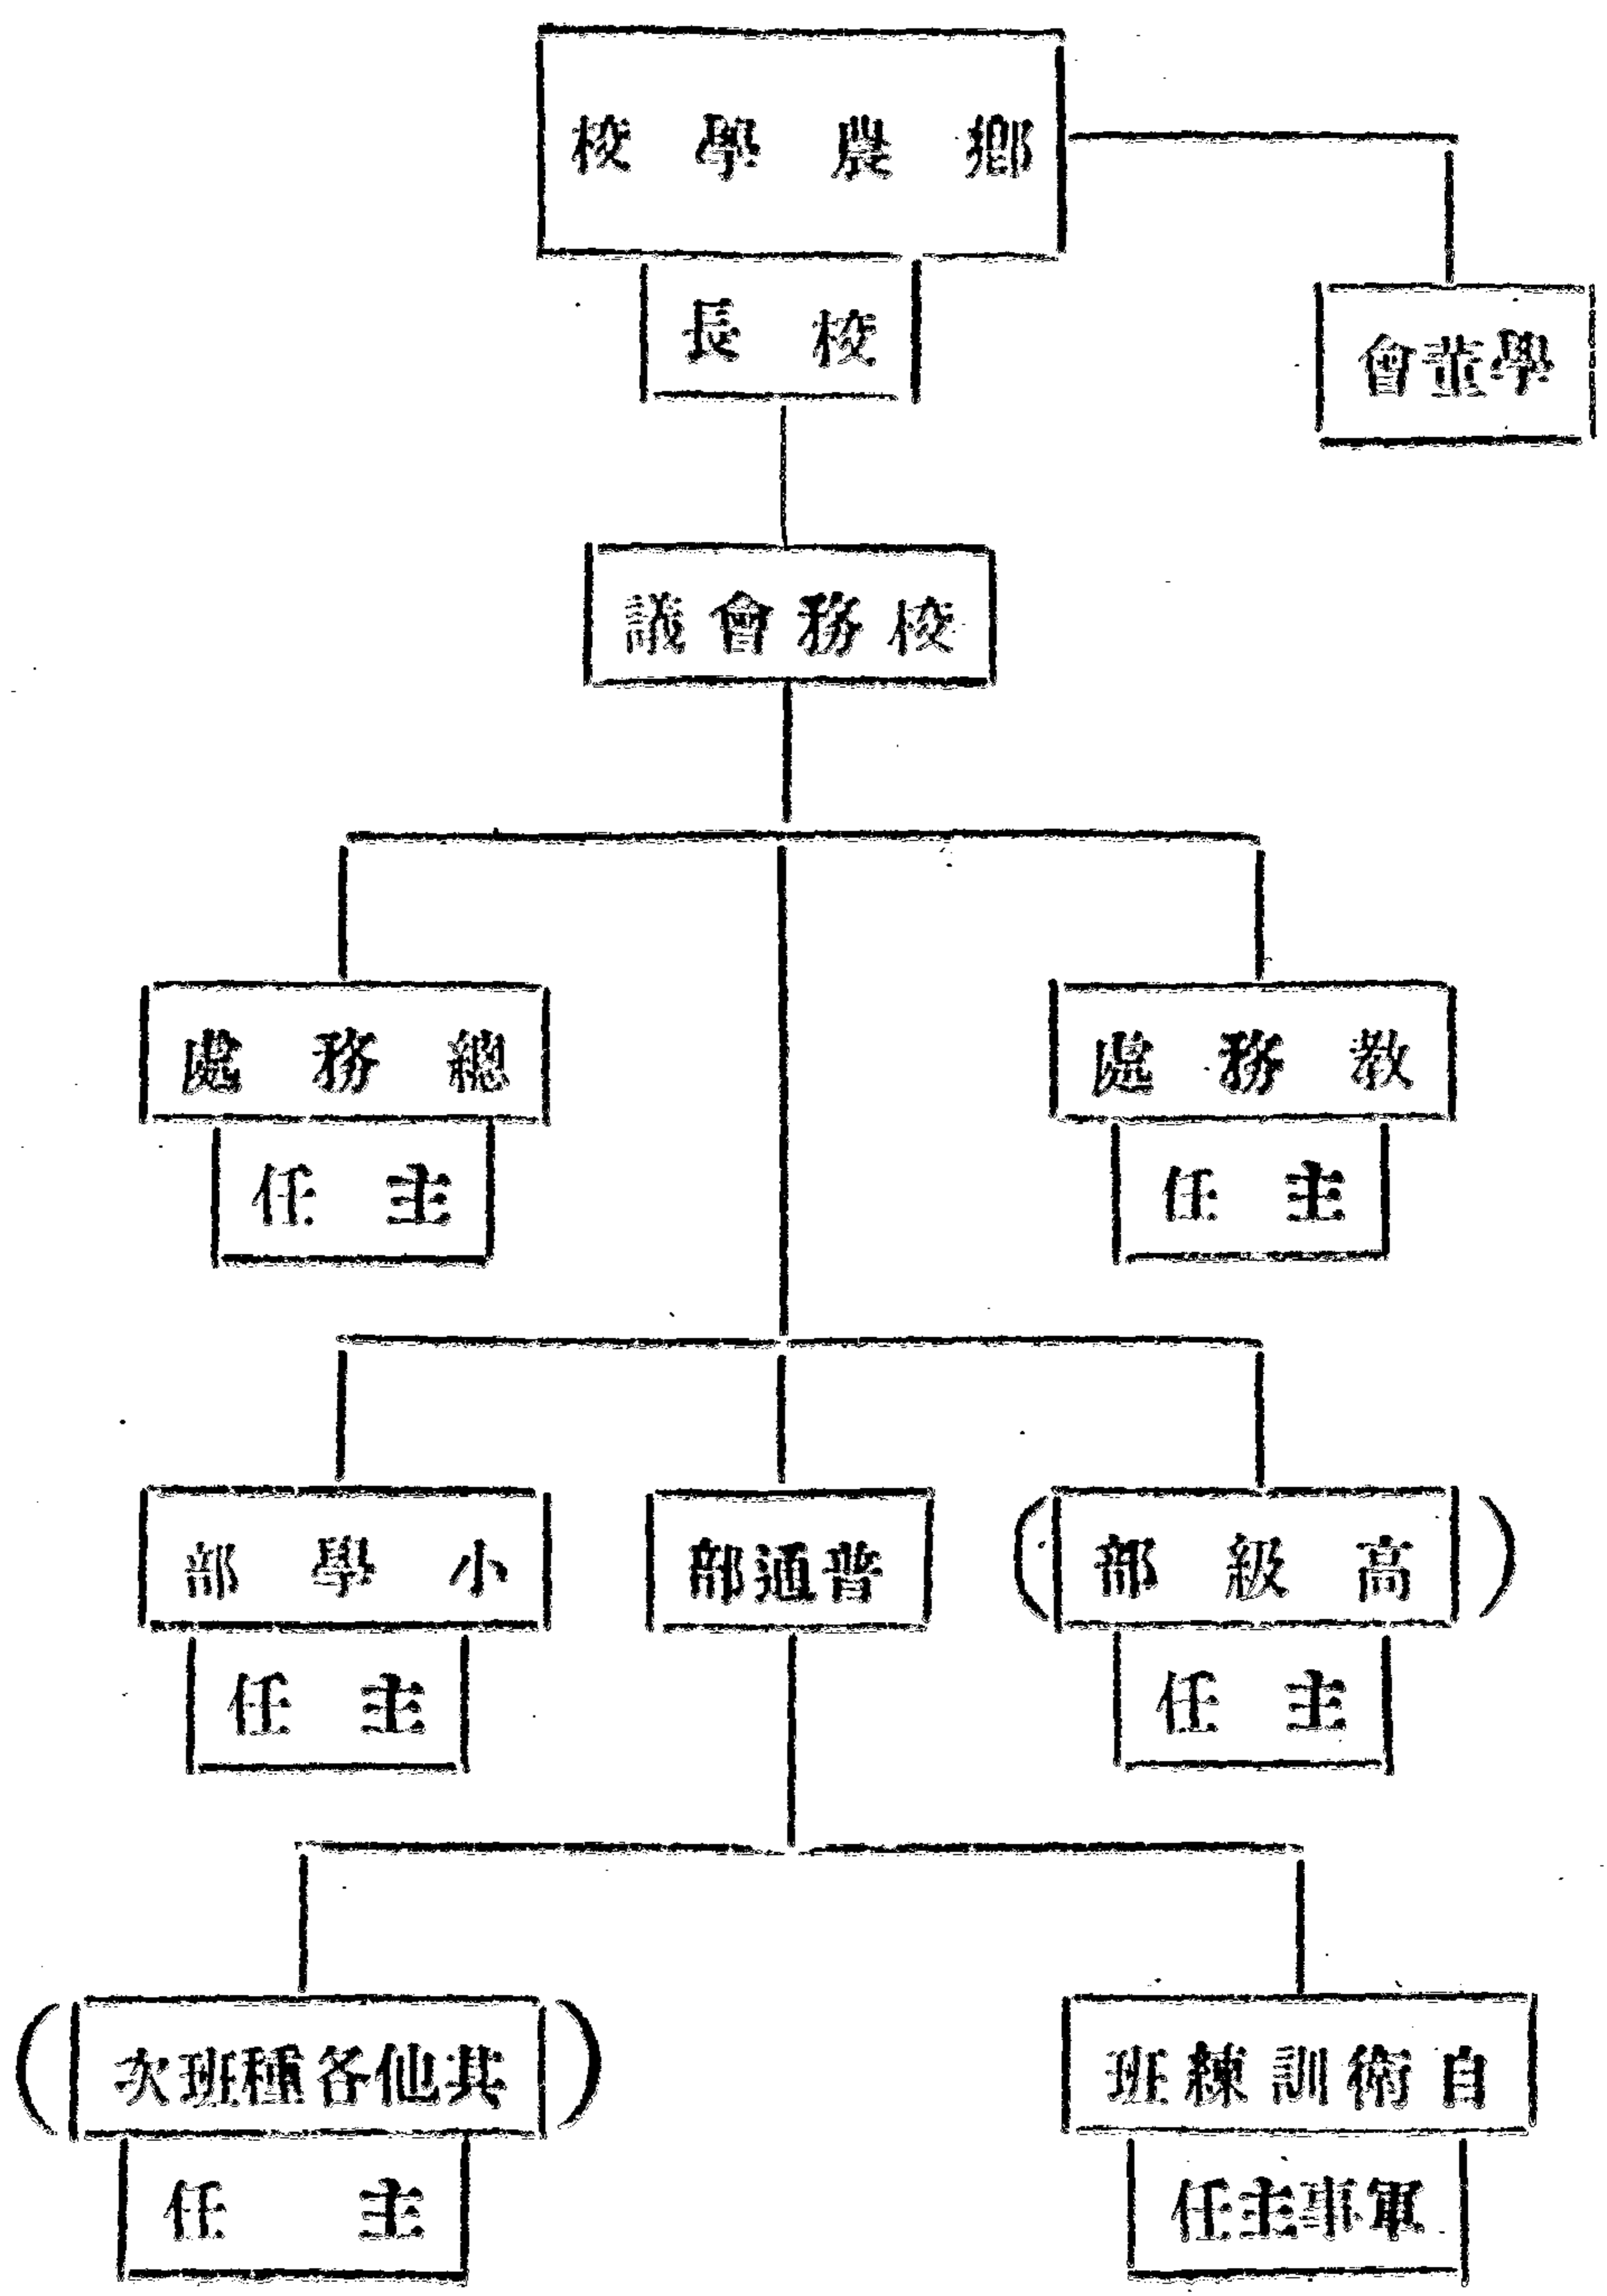 鄉農學校
校長
學董會
校務會議
教務處
主任
總務處
主任
(高級部)
主任
普通部
小學部
主任
自衛訓練班
軍事主任
(其他各種班次)
主任